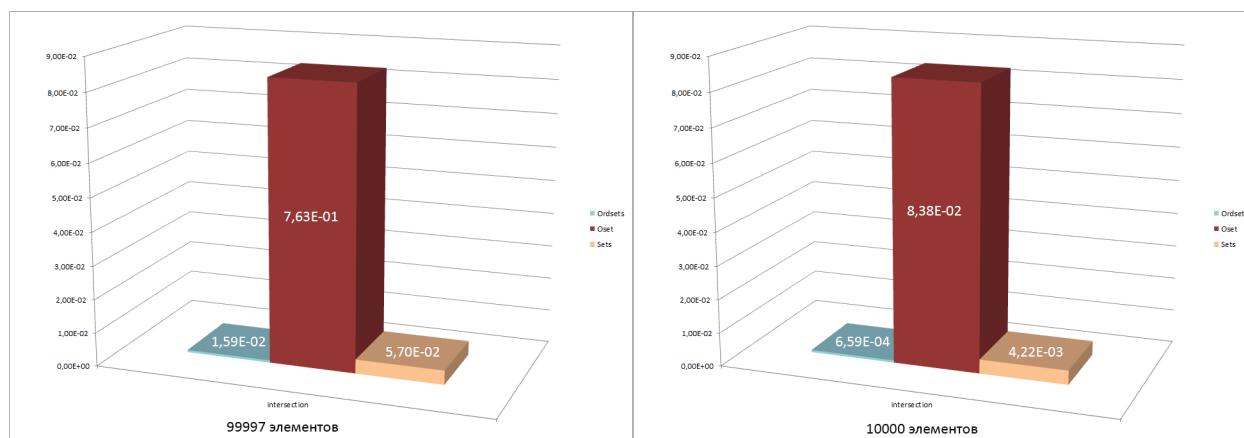 9,00E-02
8,00E-02
7,00E-02
6,00E-02
5,00E-02
4,00E-02
3,00E-02
2,00E-02
1,00E-02
0,00E+00
7,63E-01
1,59E-02
5,70E-02
Ordsets
Oset
Sets
intersection
99997 элементов
9,00E-02
8,00E-02
7,00E-02
6,00E-02
5,00E-02
4,00E-02
3,00E-02
2,00E-02
1,00E-02
0,00E+00
8,38E-02
6,59E-04
4,22E-03
Ordset
Oset
Sets
intersection
10000 элементов